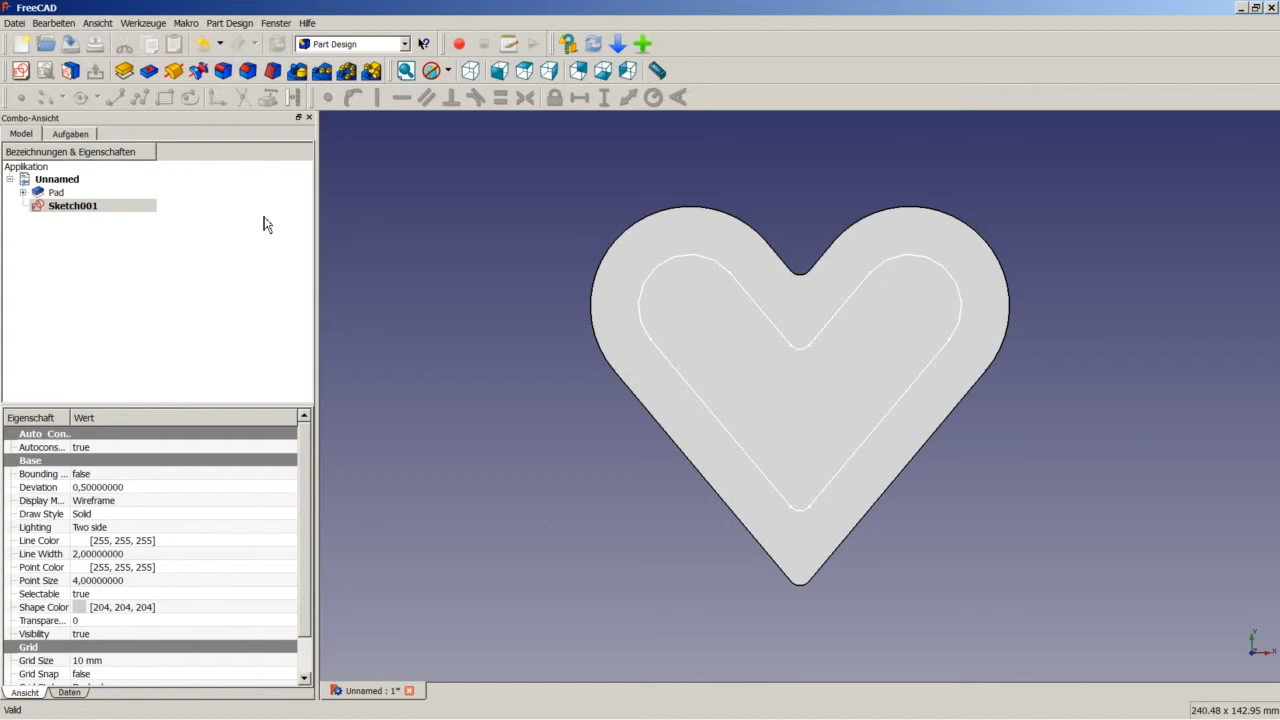 FreeCAD
Datei Bearbeiten Ansicht Werkzeuge Makro Part Design Fenster Hilfe
Part Design
Combo-Ansicht
Model Aufgaben
Bezeichnungen & Eigenschaften
Applikation
Unnamed
Pad
Sketch001
Eigenschaft Wert
Auto Con..
Autocons... true
Base
Bounding ... false
Deviation 0,50000000
Display M... Wireframe
Draw Style Solid
Lighting Two side
Line Color [255, 255, 255]
Line Width 2,00000000
Point Color [255, 255, 255]
Point Size 4,00000000
Selectable true
Shape Color [204, 204, 204]
Transpare... 0
Visibility true
Grid
Grid Size 10 mm
Grid Snap false
Ansicht Daten
Unnamed : 1*
Y
Z
X
Valid
240.48 x 142.95 mm